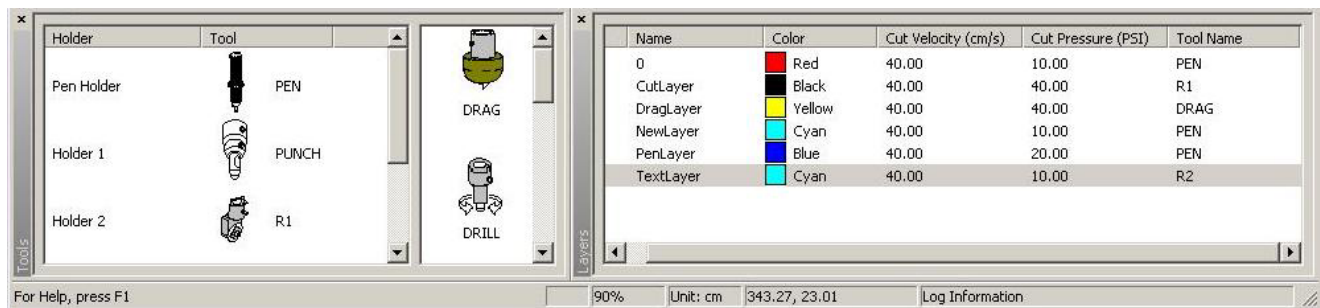 Holder Tool
Pen Holder PEN
Holder 1 PUNCH
Holder 2 R1
Tools
DRAG
DRILL
Name Color Cut Velocity (cm/s) Cut Pressure (PSI) Tool Name
0 Red 40.00 10.00 PEN
CutLayer Black 40.00 40.00 R1
DragLayer Yellow 40.00 40.00 DRAG
NewLayer Cyan 40.00 10.00 PEN
PenLayer Blue 40.00 20.00 PEN
TextLayer Cyan 40.00 10.00 R2
Layers
For Help, press F1 90% Unit: cm 343.27, 23.01 Log Information